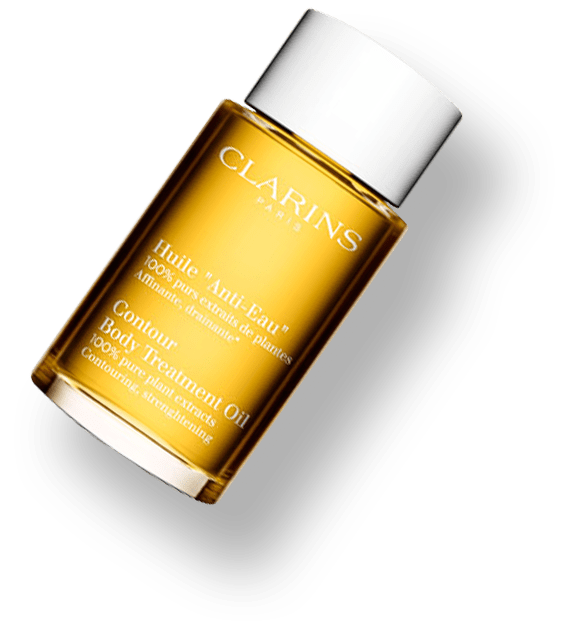 CLARINS
PARIS
Huile "Anti-Eau"
100% purs extraits de plantes
Affinante, drainante"
Contour
Body Treatment Oil
100% pure plant extracts
Contouring, strenghtening